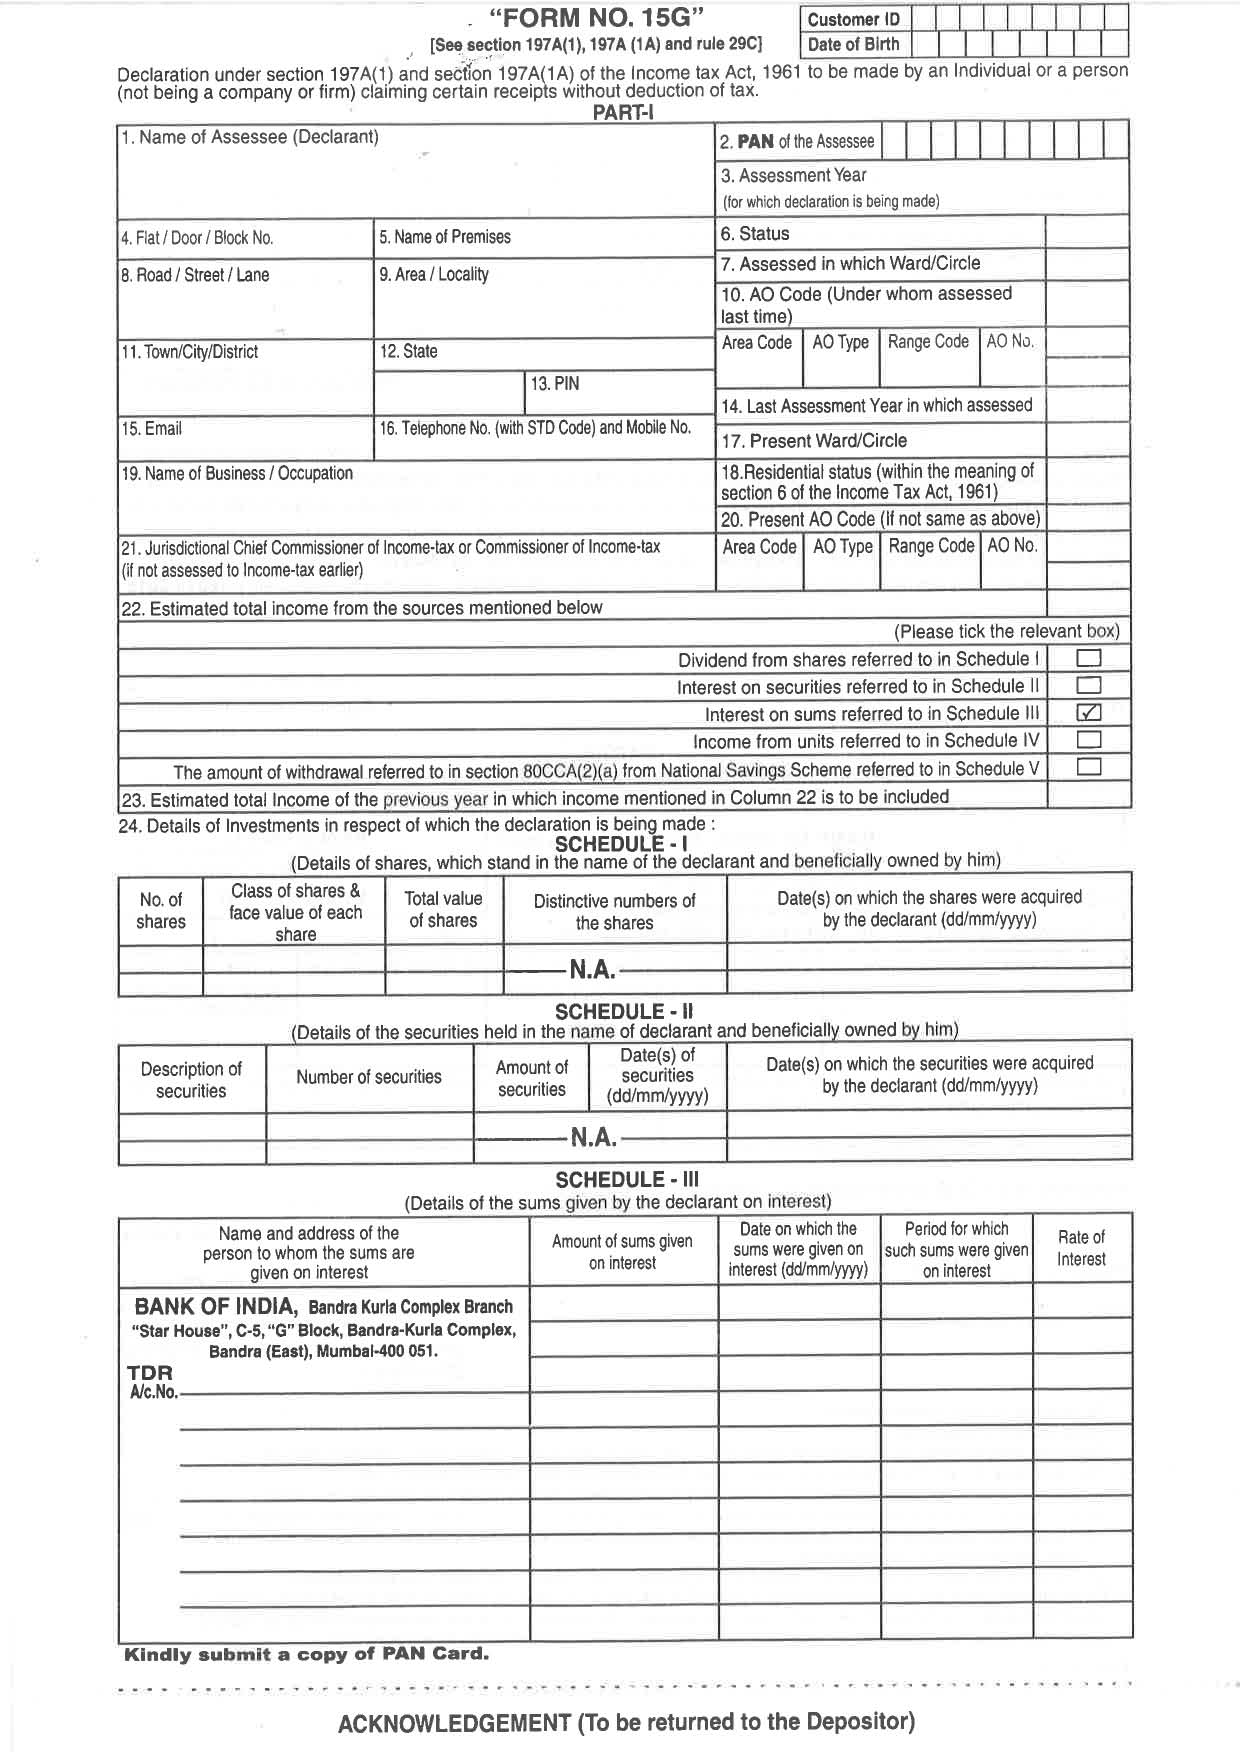 "FORM NO. 15G"
Customer ID
[See section 197A(1), 197A (1A) and rule 29C]
Date of Birth
Declaration under section 197A(1) and section 197A(1A) of the Income tax Act, 1961 to be made by an Individual or a person
(not being a company or firm) claiming certain receipts without deduction of tax.
PART-I
1. Name of Assessee (Declarant)
2. PAN of the Assessee
3. Assessment Year
(for which declaration is being made)
4. Flat / Door / Block No.
5. Name of Premises
6. Status
7. Assessed in which Ward/Circle
8. Road / Street / Lane
9. Area / Locality
10. AO Code (Under whom assessed
last time)
Area Code
AO Type
Range Code
AO No.
11. Town/City/District
12. State
13. PIN
14. Last Assessment Year in which assessed
15. Email
16. Telephone No. (with STD Code) and Mobile No.
17. Present Ward/Circle
19. Name of Business / Occupation
18.Residential status (within the meaning of
section 6 of the Income Tax Act, 1961)
20. Present AO Code (If not same as above)
21. Jurisdictional Chief Commissioner of Income-tax or Commissioner of Income-tax
(if not assessed to Income-tax earlier)
Area Code
AO Type
Range Code
AO No.
22. Estimated total income from the sources mentioned below
(Please tick the relevant box)
Dividend from shares referred to in Schedule I
Interest on securities referred to in Schedule II
Interest on sums referred to in Schedule III
Income from units referred to in Schedule IV
The amount of withdrawal referred to in section 80CCA(2)(a) from National Savings Scheme referred to in Schedule V
23. Estimated total Income of the previous year in which income mentioned in Column 22 is to be included
24. Details of Investments in respect of which the declaration is being made :
SCHEDULE - I
(Details of shares, which stand in the name of the declarant and beneficially owned by him)
No. of
shares
Class of shares &
face value of each
share
Total value
of shares
Distinctive numbers of
the shares
Date(s) on which the shares were acquired
by the declarant (dd/mm/yyyy)
N.A.
SCHEDULE - II
(Details of the securities held in the name of declarant and beneficially owned by him)
Description of
securities
Number of securities
Amount of
securities
Date(s) of
securities
(dd/mm/yyyy)
Date(s) on which the securities were acquired
by the declarant (dd/mm/yyyy)
N.A.
SCHEDULE - III
(Details of the sums given by the declarant on interest)
Name and address of the
person to whom the sums are
given on interest
Amount of sums given
on interest
Date on which the
sums were given on
interest (dd/mm/yyyy)
Period for which
such sums were given
on interest
Rate of
Interest
BANK OF INDIA, Bandra Kurla Complex Branch
"Star House", C-5, "G" Block, Bandra-Kurla Complex,
Bandra (East), Mumbai-400 051.
TDR
A/c.No.
Kindly submit a copy of PAN Card.
ACKNOWLEDGEMENT (To be returned to the Depositor)